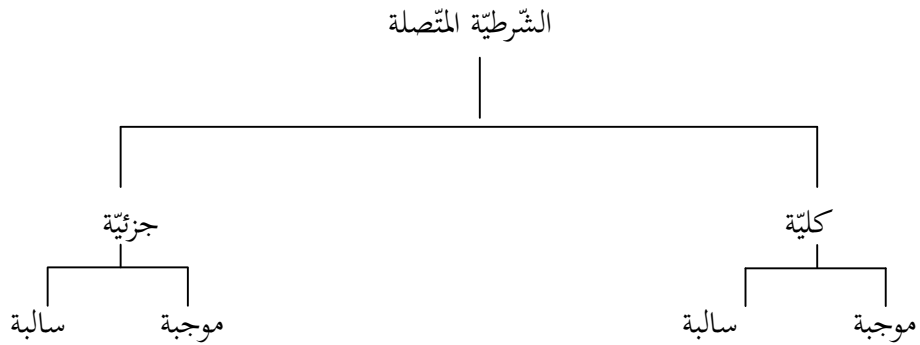 الشّرطيّة المتّصلة
كليّة جزئيّة
موجبة سالبة موجبة سالبة